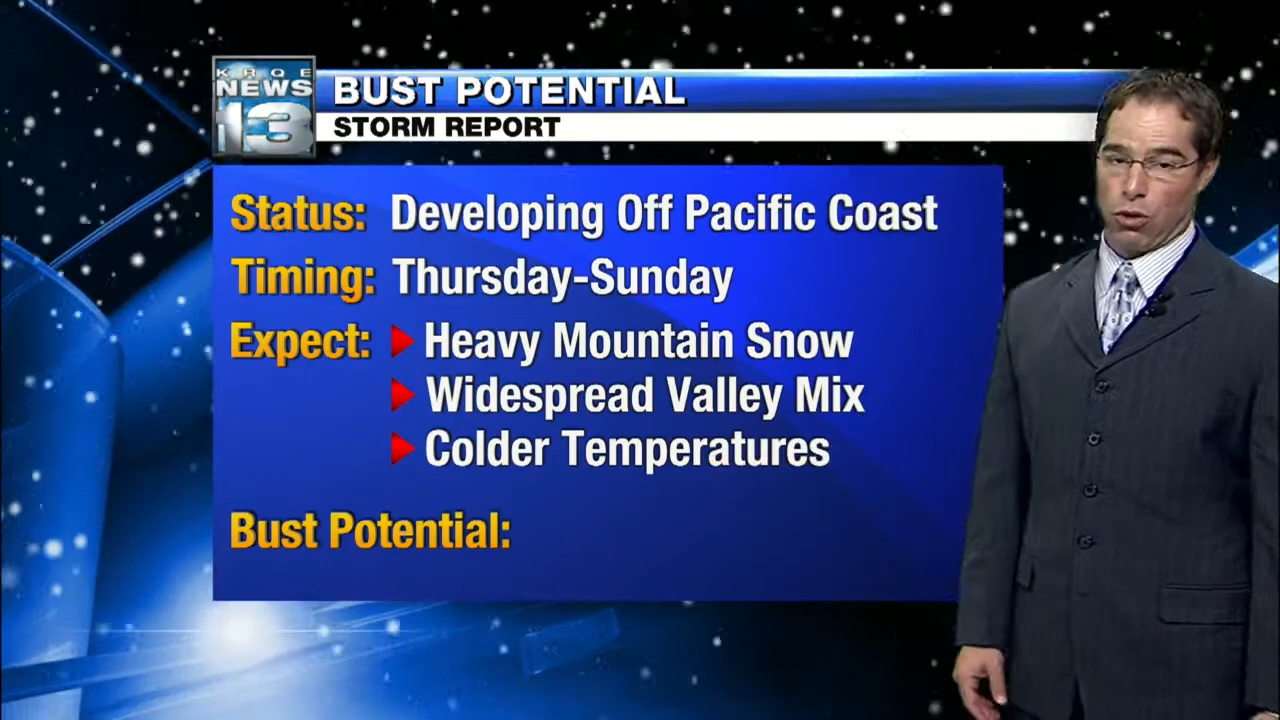 KRQE
NEWS
13
BUST POTENTIAL
STORM REPORT
Status: Developing Off Pacific Coast
Timing: Thursday-Sunday
Expect: Heavy Mountain Snow
Widespread Valley Mix
Colder Temperatures
Bust Potential: